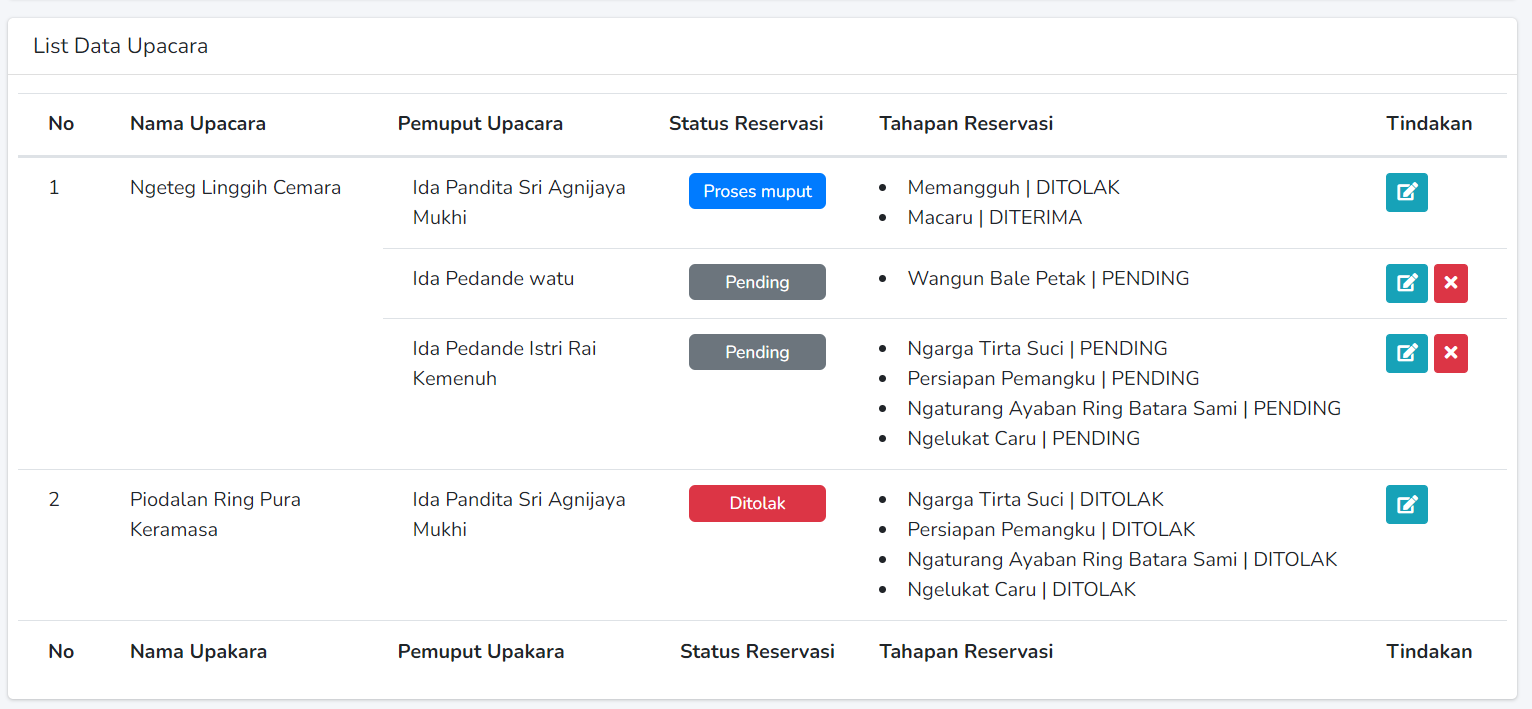 List Data Upacara
No Nama Upacara Pemuput Upacara Status Reservasi Tahapan Reservasi Tindakan
1 Ngeteg Linggih Cemara Ida Pandita Sri Agnijaya Proses muput • Memangguh | DITOLAK
Mukhi • Macaru | DITERIMA
Ida Pedande watu Pending • Wangun Bale Petak | PENDING
Ida Pedande Istri Rai Pending • Ngarga Tirta Suci | PENDING
Kemenuh • Persiapan Pemangku | PENDING
• Ngaturang Ayaban Ring Batara Sami | PENDING
• Ngelukat Caru | PENDING
2 Piodalan Ring Pura Ida Pandita Sri Agnijaya Ditolak • Ngarga Tirta Suci | DITOLAK
Keramasa Mukhi • Persiapan Pemangku | DITOLAK
• Ngaturang Ayaban Ring Batara Sami | DITOLAK
• Ngelukat Caru | DITOLAK
No Nama Upakara Pemuput Upakara Status Reservasi Tahapan Reservasi Tindakan